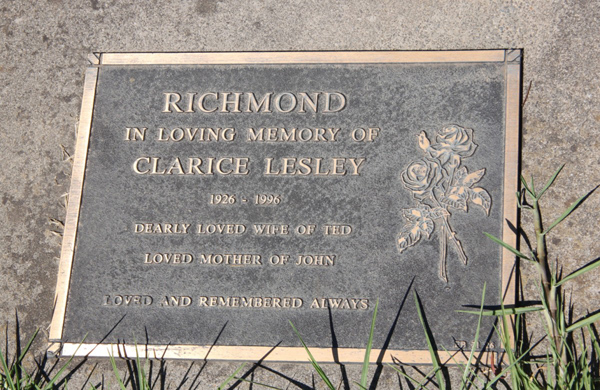 RICHMOND
IN LOVING MEMORY OF
CLARICE LESLEY
1926 - 1996
DEARLY LOVED WIFE OF TED
LOVED MOTHER OF JOHN
LOVED AND REMEMBERED ALWAYS